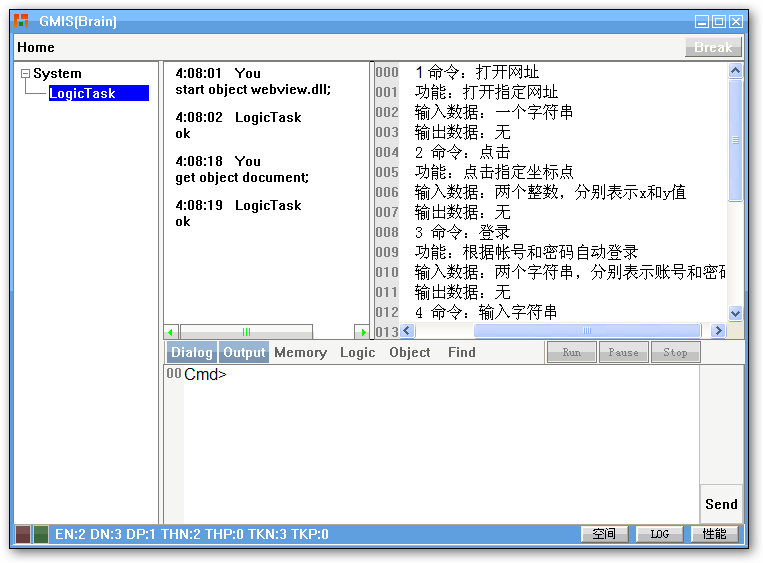 GMIS(Brain)
Home
Break
System
LogicTask
4:08:01 You
start object webview.dll;
4:08:02 LogicTask
ok
4:08:18 You
get object document;
4:08:19 LogicTask
ok
000 1 命令：打开网址
001 功能：打开指定网址
002 输入数据：一个字符串
003 输出数据：无
004 2 命令：点击
005 功能：点击指定坐标点
006 输入数据：两个整数，分别表示x和y值
007 输出数据：无
008 3 命令：登录
009 功能：根据帐号和密码自动登录
010 输入数据：两个字符串，分别表示账号和密码
011 输出数据：无
012 4 命令：输入字符串
013
Dialog Output Memory Logic Object Find Run Pause Stop
00 Cmd>
Send
EN:2 DN:3 DP:1 THN:2 THP:0 TKN:3 TKP:0 空间 LOG 性能